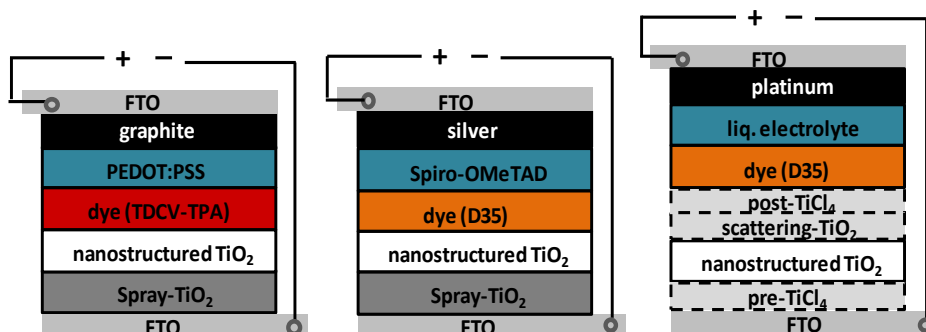 + −
FTO
graphite
PEDOT:PSS
dye (TDCV-TPA)
nanostructured TiO₂
Spray-TiO₂
FTO
+ −
FTO
silver
Spiro-OMeTAD
dye (D35)
nanostructured TiO₂
Spray-TiO₂
FTO
+ −
FTO
platinum
liq. electrolyte
dye (D35)
post-TiCl₄
scattering-TiO₂
nanostructured TiO₂
pre-TiCl₄
FTO